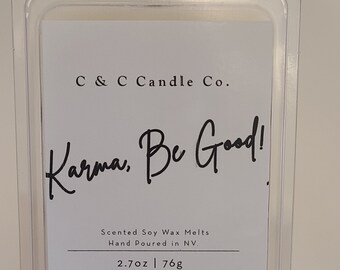 C & C Candle Co.
Karma, Be Good!
Scented Soy Wax Melts
Hand Poured in NV.
2.7oz | 76g